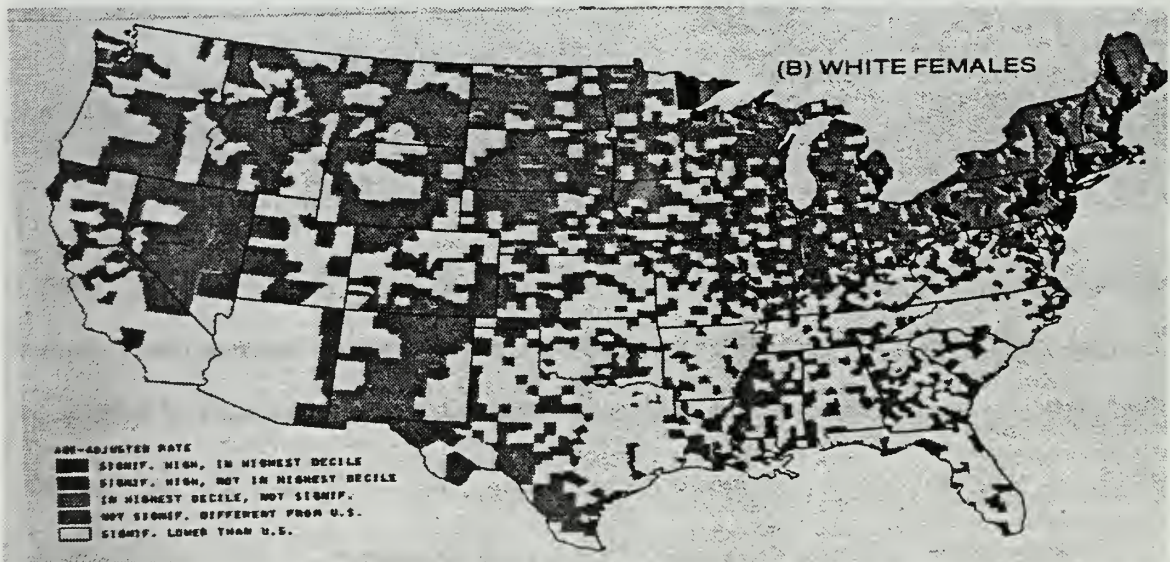 (B) WHITE FEMALES
AGE-ADJUSTED RATE
SIGNIF. HIGH, IN HIGHEST DECILE
SIGNIF. HIGH, NOT IN HIGHEST DECILE
IN HIGHEST DECILE, NOT SIGNIF.
NOT SIGNIF. DIFFERENT FROM U.S.
SIGNIF. LOWER THAN U.S.